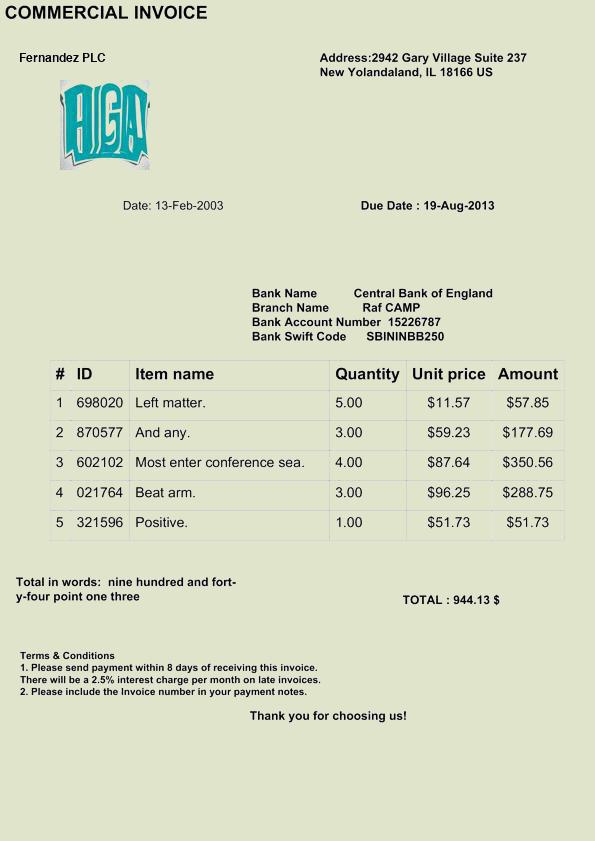 COMMERCIAL INVOICE
Fernandez PLC
Address:2942 Gary Village Suite 237
New Yolandaland, IL 18166 US
AIGA
Date: 13-Feb-2003
Due Date : 19-Aug-2013
Bank Name Central Bank of England
Branch Name Raf CAMP
Bank Account Number 15226787
Bank Swift Code SBININBB250
# ID Item name Quantity Unit price Amount
1 698020 Left matter. 5.00 $11.57 $57.85
2 870577 And any. 3.00 $59.23 $177.69
3 602102 Most enter conference sea. 4.00 $87.64 $350.56
4 021764 Beat arm. 3.00 $96.25 $288.75
5 321596 Positive. 1.00 $51.73 $51.73
Total in words: nine hundred and fort-
y-four point one three
TOTAL : 944.13 $
Terms & Conditions
1. Please send payment within 8 days of receiving this invoice.
There will be a 2.5% interest charge per month on late invoices.
2. Please include the Invoice number in your payment notes.
Thank you for choosing us!